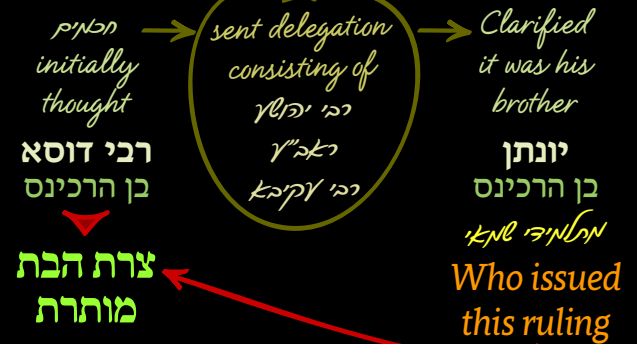 חכמים
initially
thought
רבי דוסא
בן הרכינס
צרת הבת
מותרת
sent delegation
consisting of
רבי יהושע
ראב"ע
רבי עקיבא
Clarified
it was his
brother
יונתן
בן הרכינס
מתלמידי שמאי
Who issued
this ruling